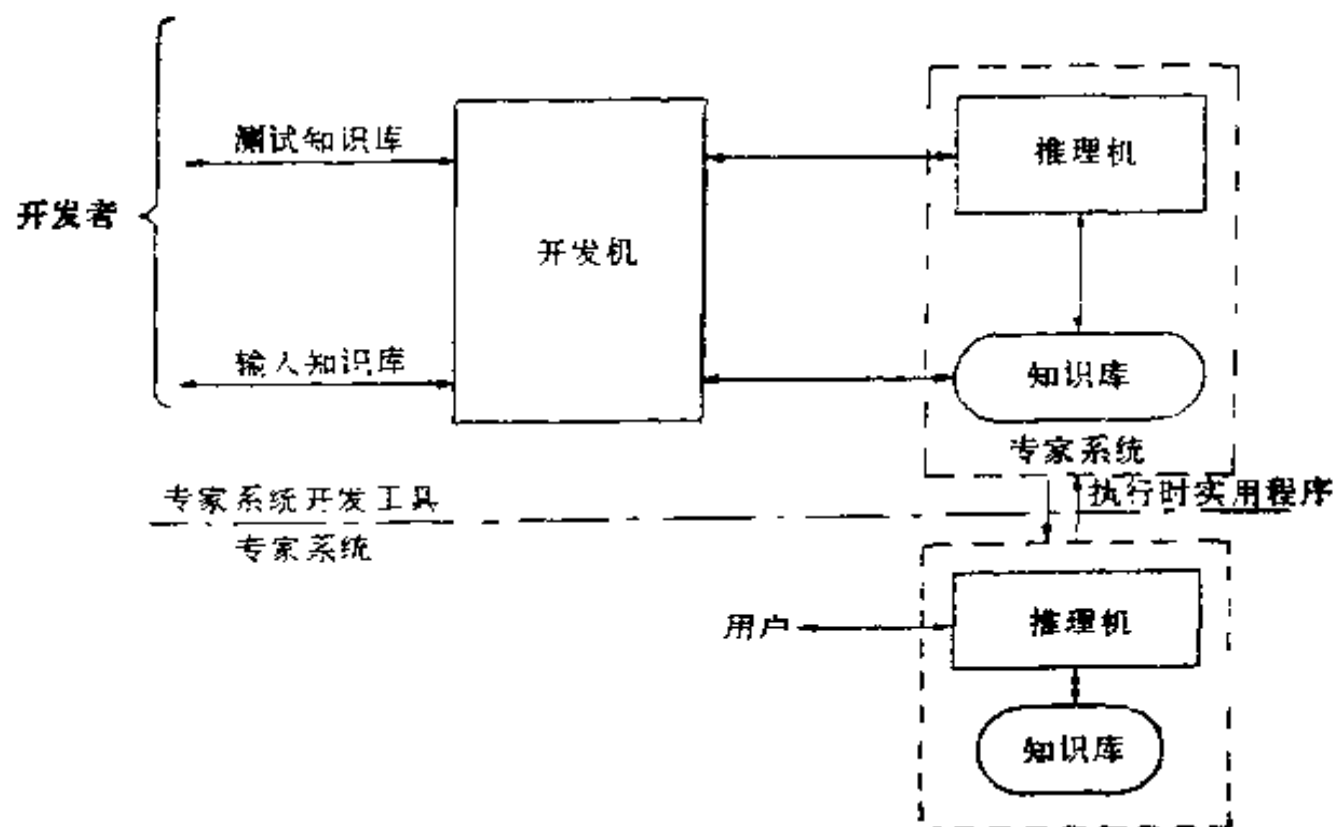 测试知识库
推理机
开发者
开发机
输入知识库
知识库
专家系统
专家系统开发工具
执行时实用程序
专家系统
用户
推理机
知识库